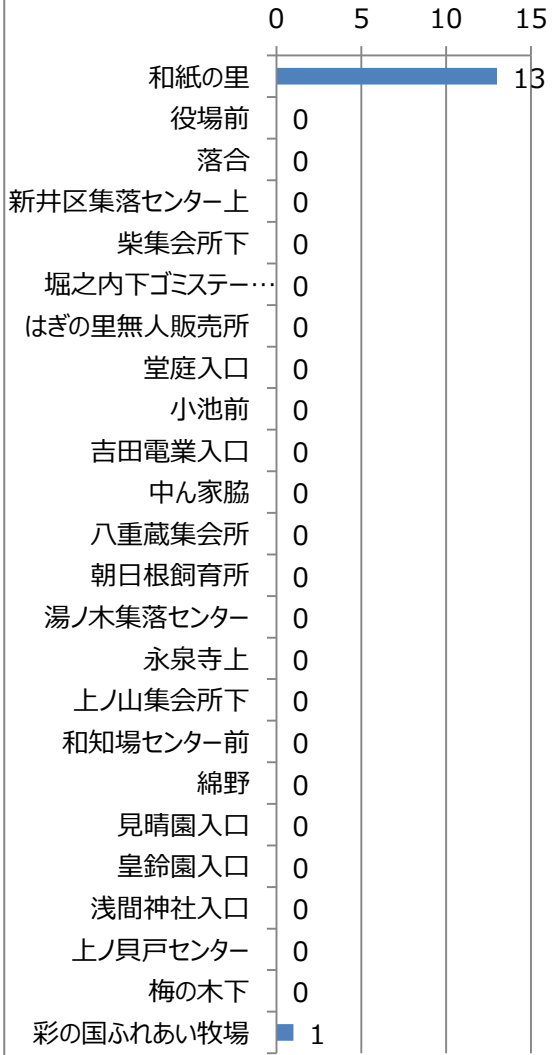 0 5 10 15
和紙の里 13
役場前 0
落合 0
新井区集落センター上 0
柴集会所下 0
堀之内下ゴミステー… 0
はぎの里無人販売所 0
堂庭入口 0
小池前 0
吉田電業入口 0
中ん家脇 0
八重蔵集会所 0
朝日根飼育所 0
湯ノ木集落センター 0
永泉寺上 0
上ノ山集会所下 0
和知場センター前 0
綿野 0
見晴園入口 0
皇鈴園入口 0
浅間神社入口 0
上ノ貝戸センター 0
梅の木下 0
彩の国ふれあい牧場 1